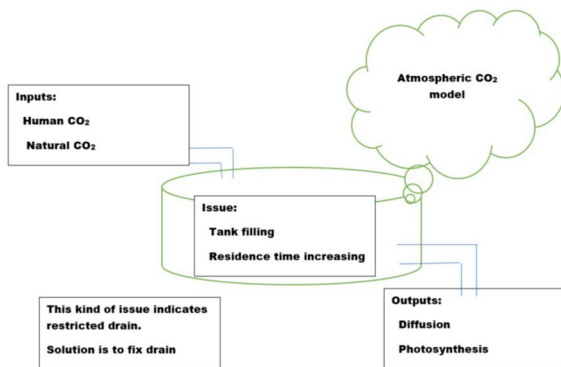 Atmospheric CO₂
model
Inputs:
Human CO₂
Natural CO₂
Issue:
Tank filling
Residence time increasing
This kind of issue indicates
restricted drain.
Solution is to fix drain
Outputs:
Diffusion
Photosynthesis